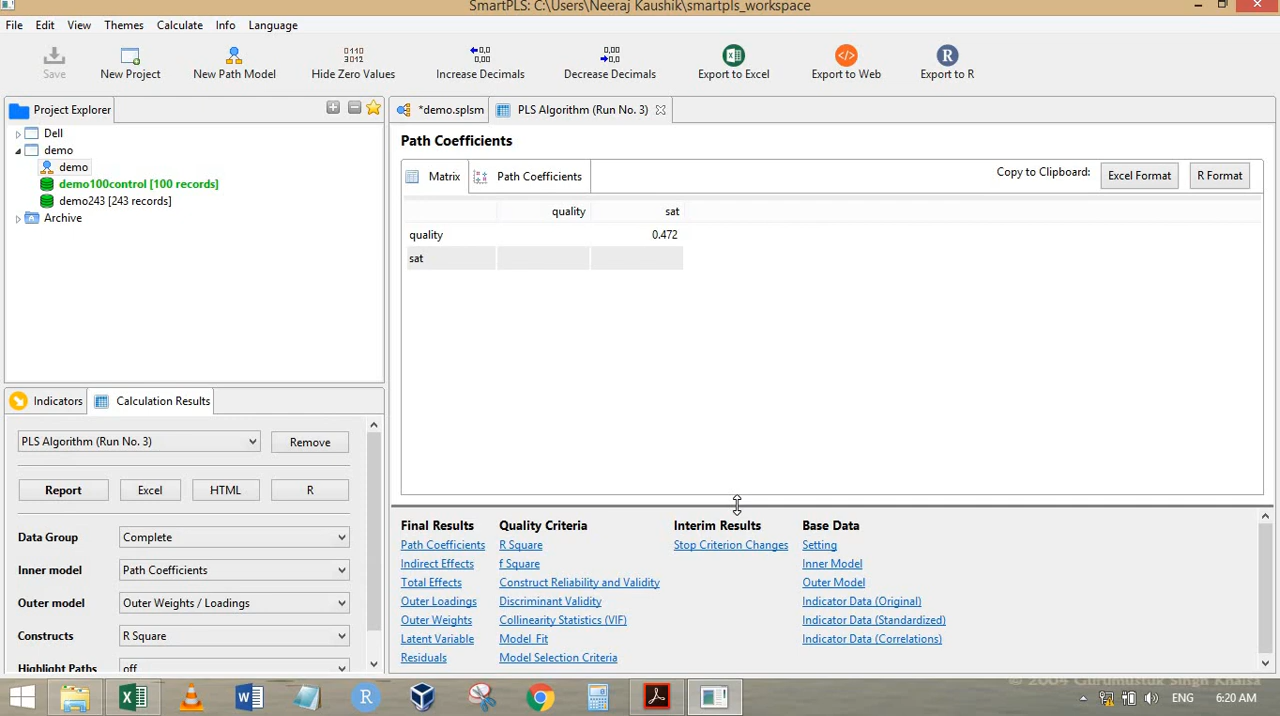 SmartPLS: C:\Users\Neeraj Kaushik\smartpls_workspace
File Edit View Themes Calculate Info Language
Save New Project New Path Model Hide Zero Values Increase Decimals Decrease Decimals Export to Excel Export to Web Export to R
Project Explorer
Dell
demo
demo
demo100control [100 records]
demo243 [243 records]
Archive
*demo.splsm PLS Algorithm (Run No. 3)
Path Coefficients
Matrix Path Coefficients Copy to Clipboard: Excel Format R Format
quality sat
quality 0.472
sat
Indicators Calculation Results
PLS Algorithm (Run No. 3) Remove
Report Excel HTML R
Data Group Complete
Inner model Path Coefficients
Outer model Outer Weights / Loadings
Constructs R Square
Highlight Paths off
Final Results Quality Criteria Interim Results Base Data
Path Coefficients R Square Stop Criterion Changes Setting
Indirect Effects f Square Inner Model
Total Effects Construct Reliability and Validity Outer Model
Outer Loadings Discriminant Validity Indicator Data (Original)
Outer Weights Collinearity Statistics (VIF) Indicator Data (Standardized)
Latent Variable Model_Fit Indicator Data (Correlations)
Residuals Model Selection Criteria
© 2004 Gurumustuk Singh Khalsa
ENG 6:20 AM